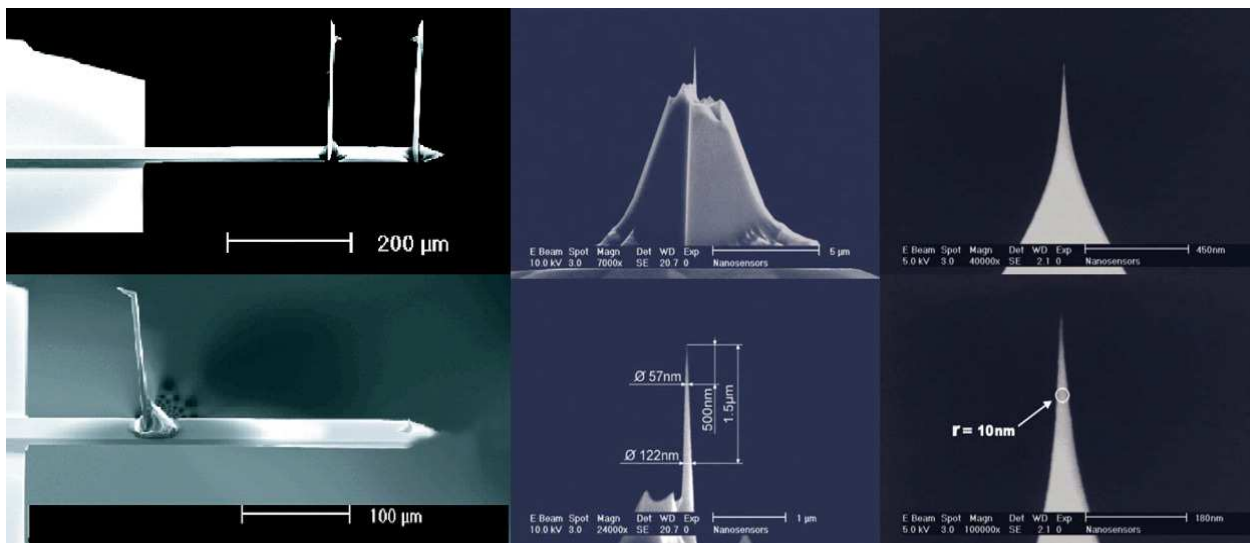 200 µm
E Beam Spot Magn Det WD Exp
10.0 kV 3.0 7000x SE 20.7 0 Nanosensors
5 µm
E Beam Spot Magn Det WD Exp
5.0 kV 3.0 40000x SE 2.1 0 Nanosensors
450nm
100 µm
Ø 57nm
500nm
1.5µm
Ø 122nm
E Beam Spot Magn Det WD Exp
10.0 kV 3.0 24000x SE 20.7 0 Nanosensors
1 µm
r = 10nm
E Beam Spot Magn Det WD Exp
5.0 kV 3.0 100000x SE 2.1 0 Nanosensors
180nm